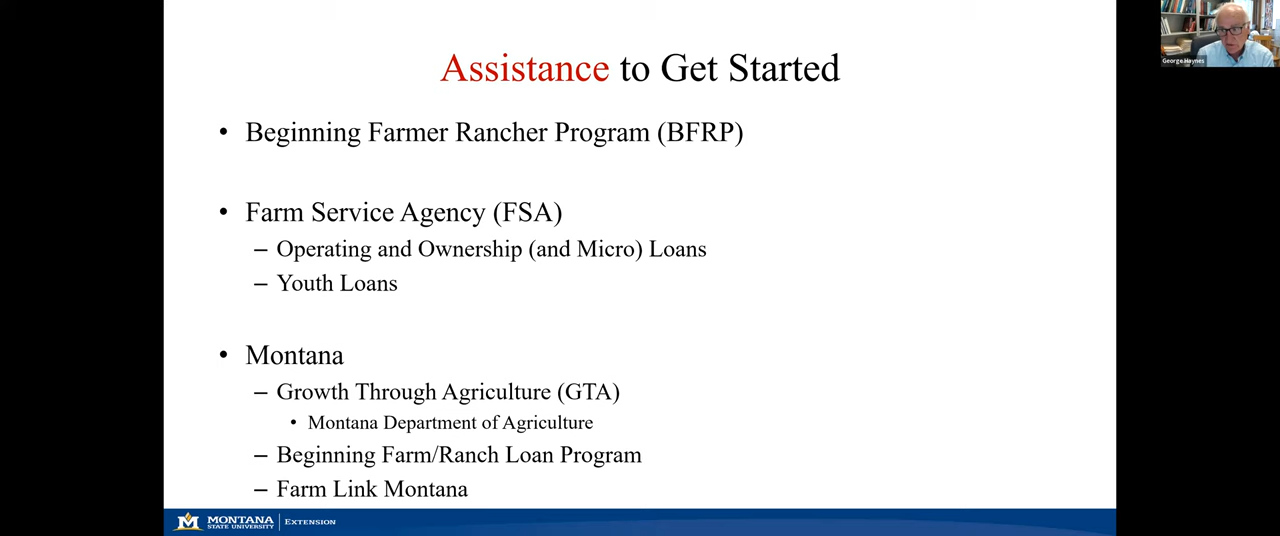 George Haynes
Assistance to Get Started
• Beginning Farmer Rancher Program (BFRP)
• Farm Service Agency (FSA)
– Operating and Ownership (and Micro) Loans
– Youth Loans
• Montana
– Growth Through Agriculture (GTA)
• Montana Department of Agriculture
– Beginning Farm/Ranch Loan Program
– Farm Link Montana
M MONTANA STATE UNIVERSITY | EXTENSION